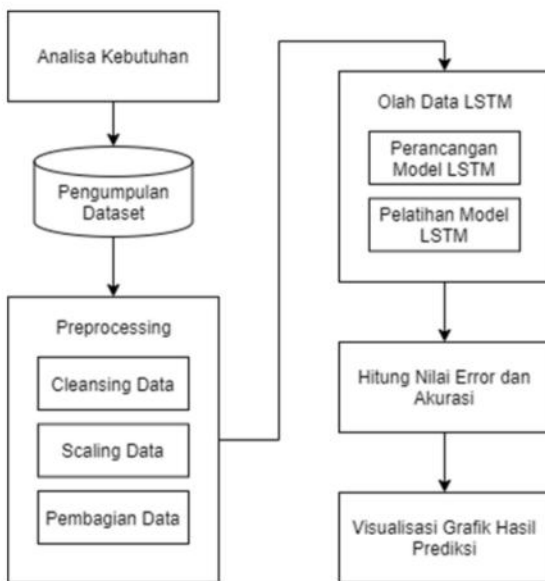 Analisa Kebutuhan
Pengumpulan
Dataset
Preprocessing
Cleansing Data
Scaling Data
Pembagian Data
Olah Data LSTM
Perancangan
Model LSTM
Pelatihan Model
LSTM
Hitung Nilai Error dan
Akurasi
Visualisasi Grafik Hasil
Prediksi